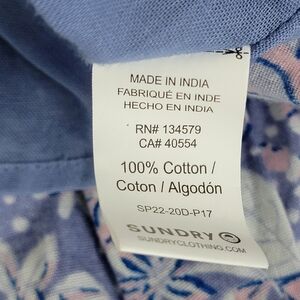 MADE IN INDIA
FABRIQUÉ EN INDE
HECHO EN INDIA
RN# 134579
CA# 40554
100% Cotton /
Coton / Algodón
SP22-20D-P17
SUNDRY
SUNDRYCLOTHING.COM